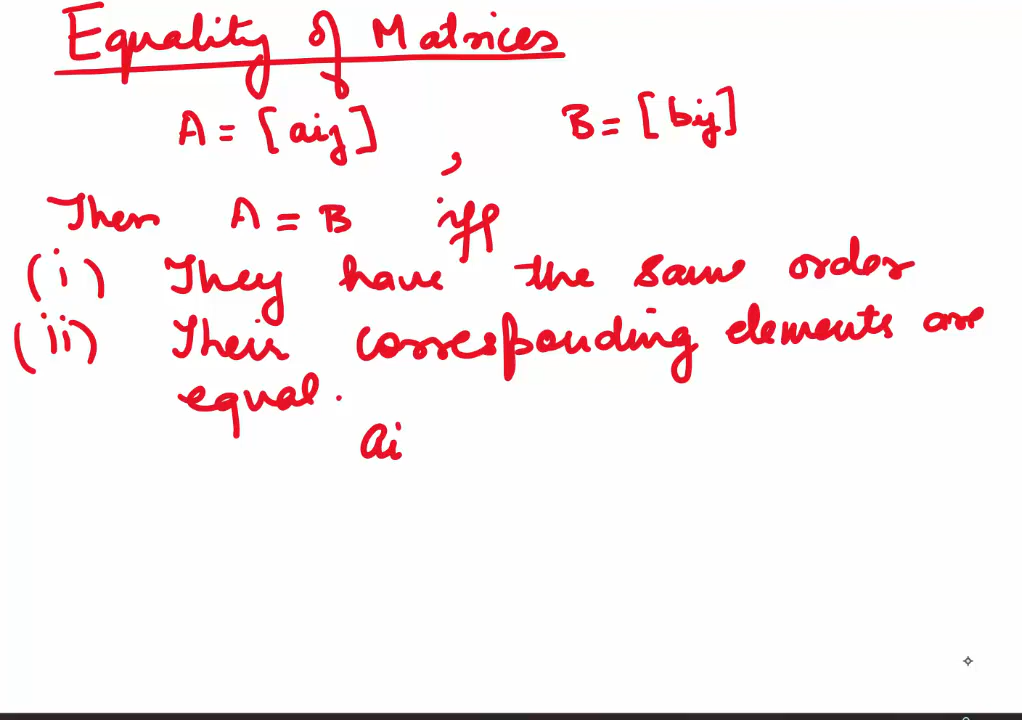 Equality of Matrices
A = [aij] , B = [bij]
Then A = B iff
(i) They have the same order
(ii) Their corresponding elements are
equal.
ai